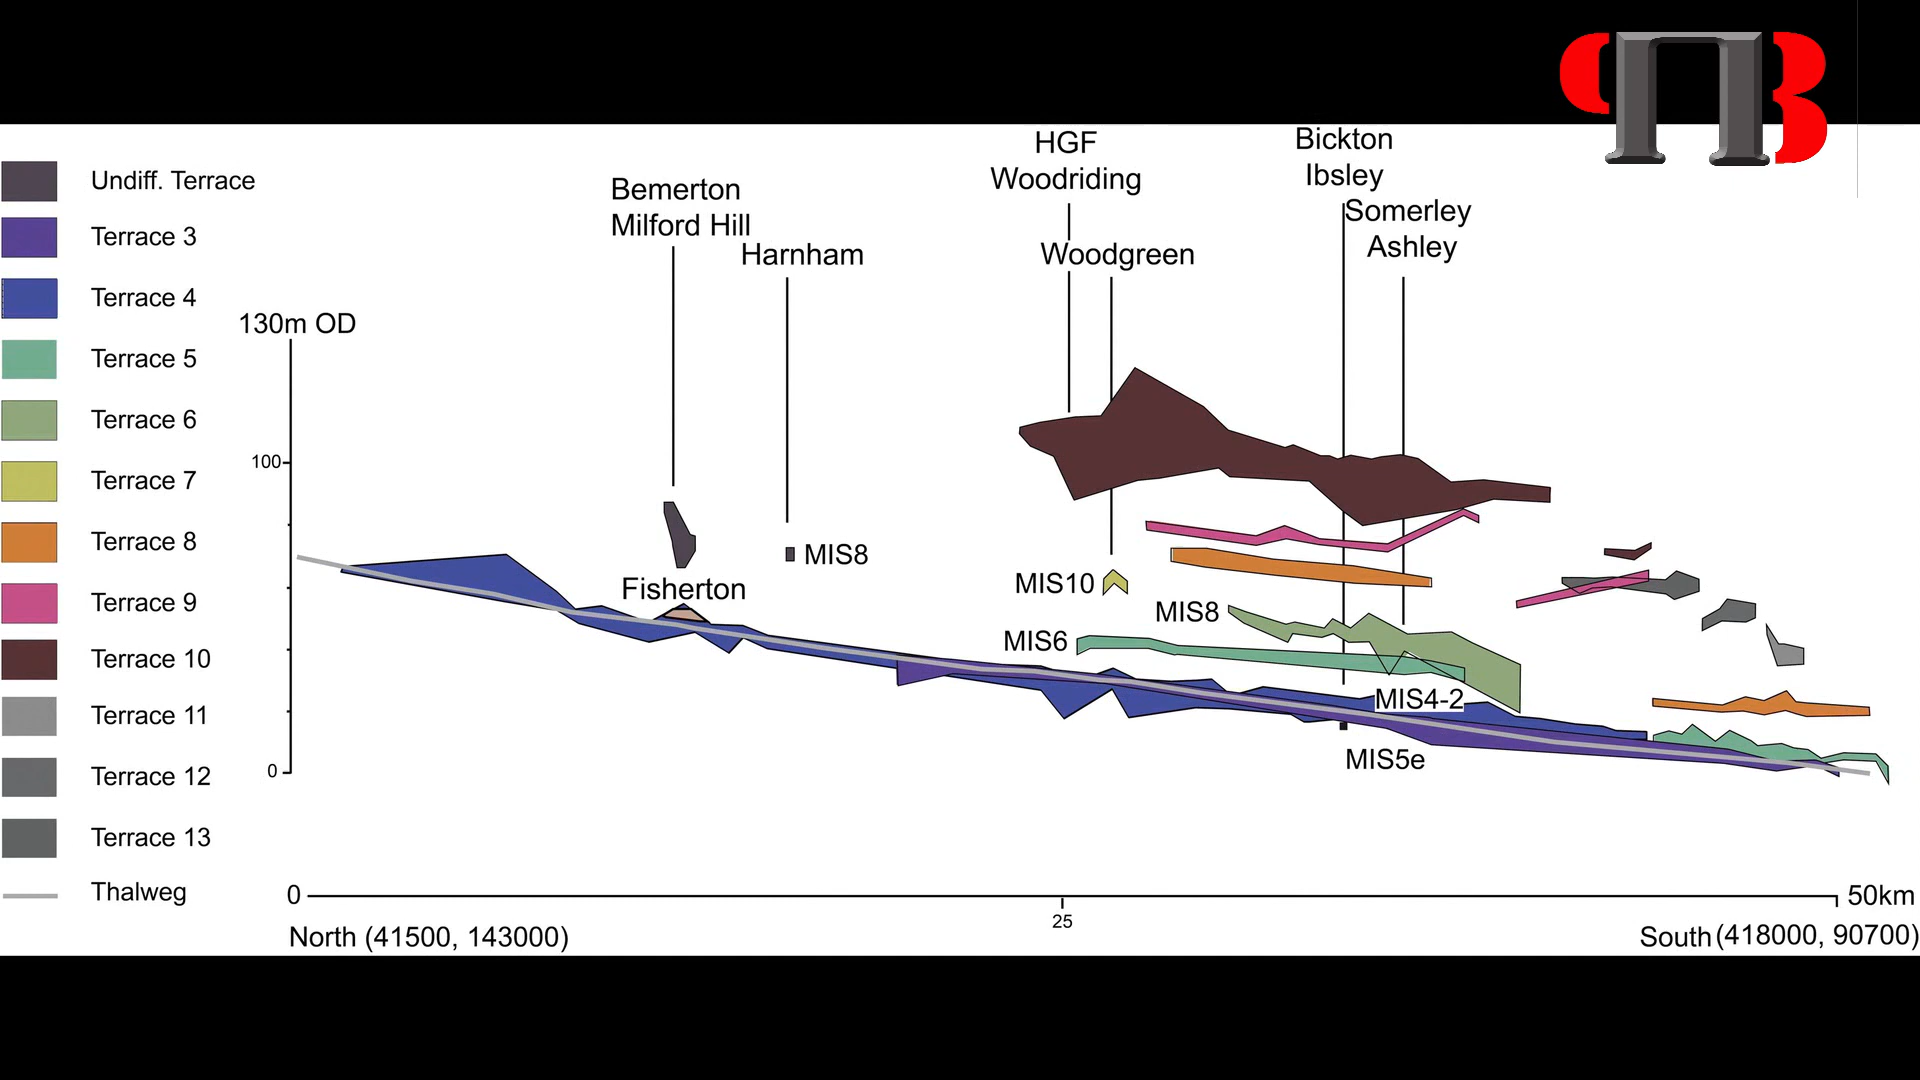 HGF
Woodriding
Bickton
Ibsley
Somerley
Ashley
Bemerton
Milford Hill
Harnham
Woodgreen
Undiff. Terrace
Terrace 3
Terrace 4
Terrace 5
Terrace 6
Terrace 7
Terrace 8
Terrace 9
Terrace 10
Terrace 11
Terrace 12
Terrace 13
Thalweg
130m OD
100
0
MIS8
Fisherton
MIS10
MIS8
MIS6
MIS4-2
MIS5e
0
25
50km
North (41500, 143000)
South (418000, 90700)